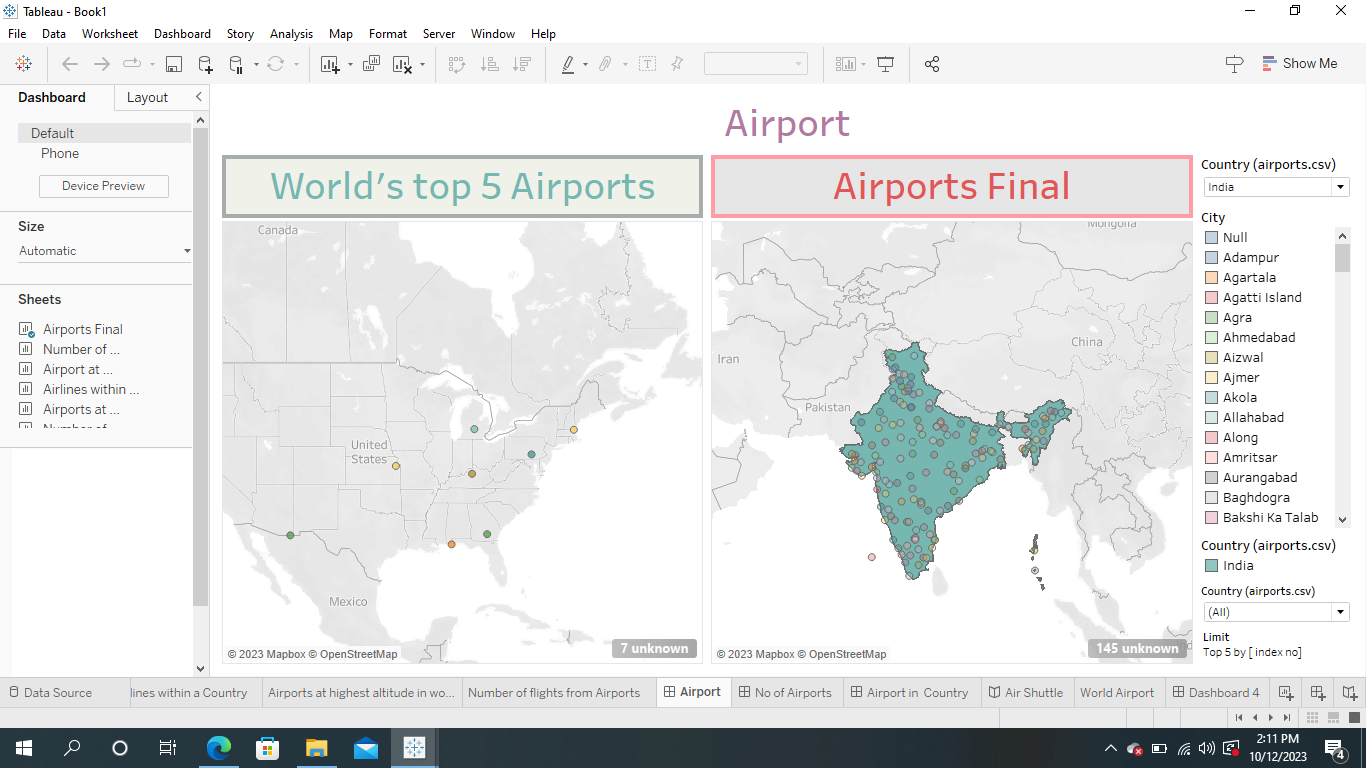 Tableau - Book1
File Data Worksheet Dashboard Story Analysis Map Format Server Window Help
Show Me
Dashboard Layout
Default
Phone
Device Preview
Size
Automatic
Sheets
Airports Final
Number of ...
Airport at ...
Airlines within ...
Airports at ...
Number of
Airport
World's top 5 Airports
Canada
United
States
Mexico
© 2023 Mapbox © OpenStreetMap
7 unknown
Airports Final
Mongolia
Iran
China
Pakistan
© 2023 Mapbox © OpenStreetMap
145 unknown
Country (airports.csv)
India
City
Null
Adampur
Agartala
Agatti Island
Agra
Ahmedabad
Aizwal
Ajmer
Akola
Allahabad
Along
Amritsar
Aurangabad
Baghdogra
Bakshi Ka Talab
Country (airports.csv)
India
Country (airports.csv)
(All)
Limit
Top 5 by [ index no]
Data Source
lines within a Country
Airports at highest altitude in wo...
Number of flights from Airports
Airport
No of Airports
Airport in Country
Air Shuttle
World Airport
Dashboard 4
2:11 PM
10/12/2023
4